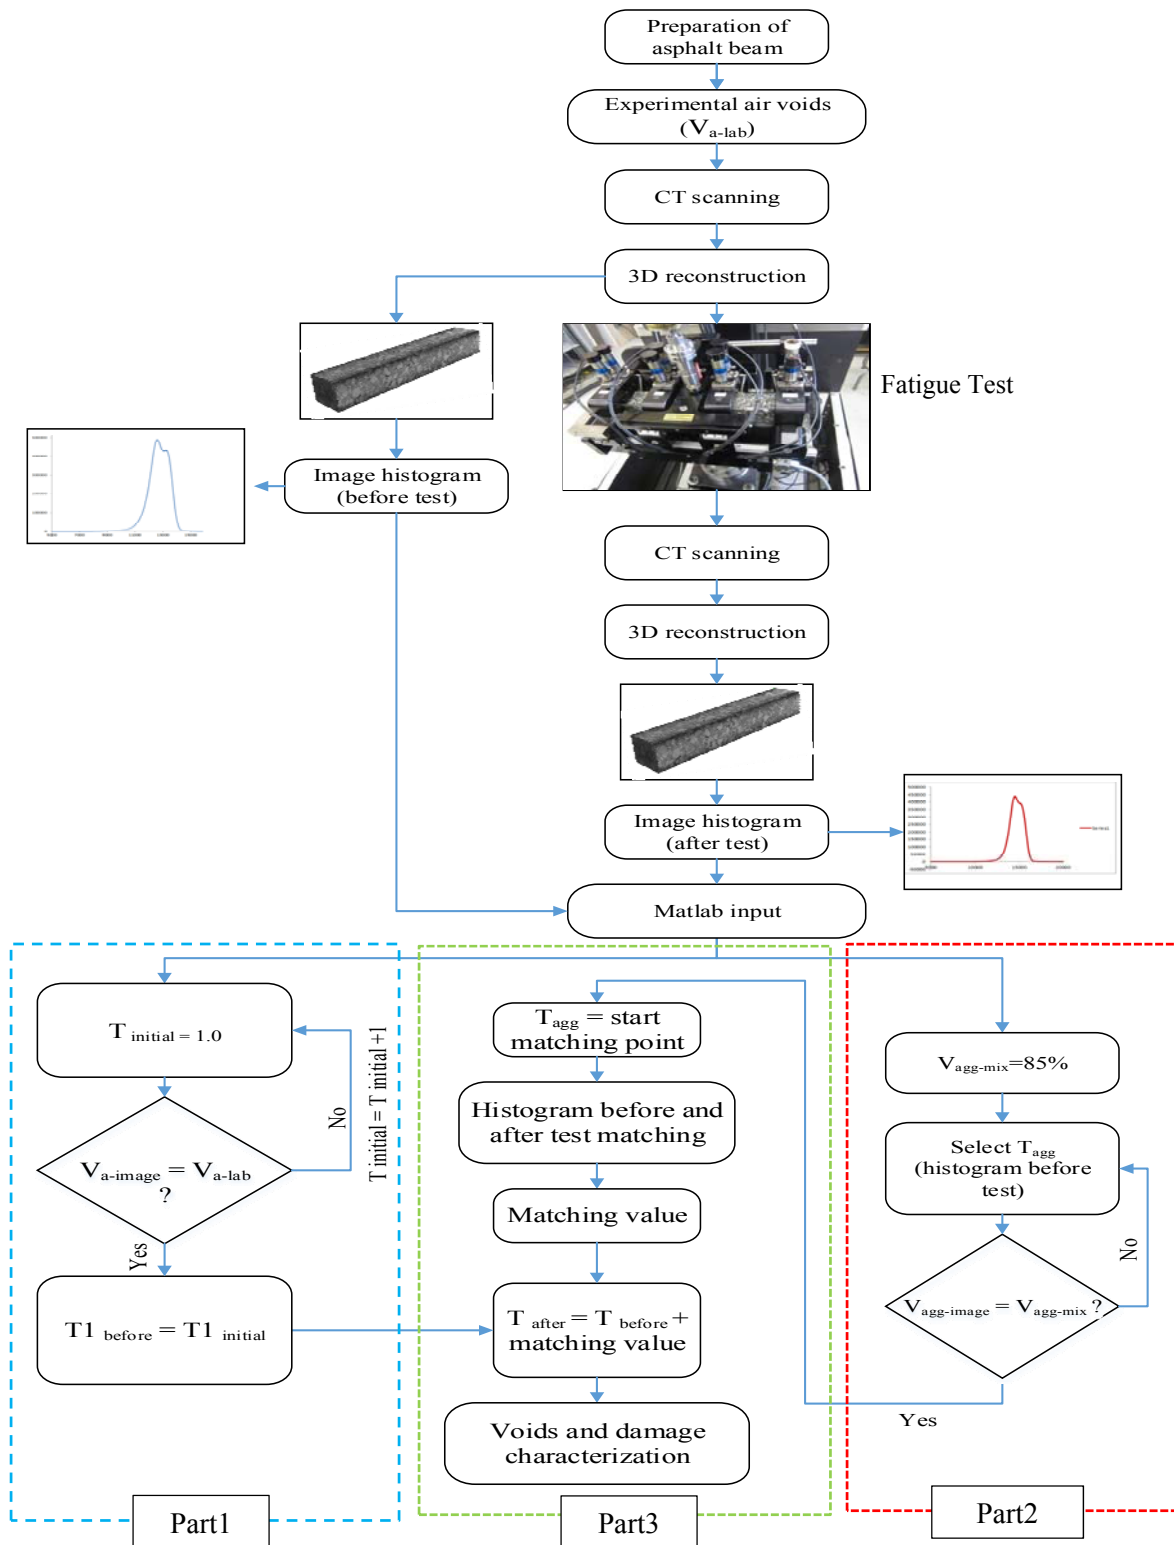 Preparation of
asphalt beam
Experimental air voids
(Va-lab)
CT scanning
3D reconstruction
Fatigue Test
Image histogram
(before test)
CT scanning
3D reconstruction
Image histogram
(after test)
Matlab input
T initial = 1.0
No
T initial = T initial +1
Va-image = Va-lab
?
Yes
T1 before = T1 initial
Part1
Tagg = start
matching point
Histogram before and
after test matching
Matching value
T after = T before +
matching value
Voids and damage
characterization
Part3
Vagg-mix=85%
Select Tagg
(histogram before
test)
No
Vagg-image = Vagg-mix ?
Yes
Part2